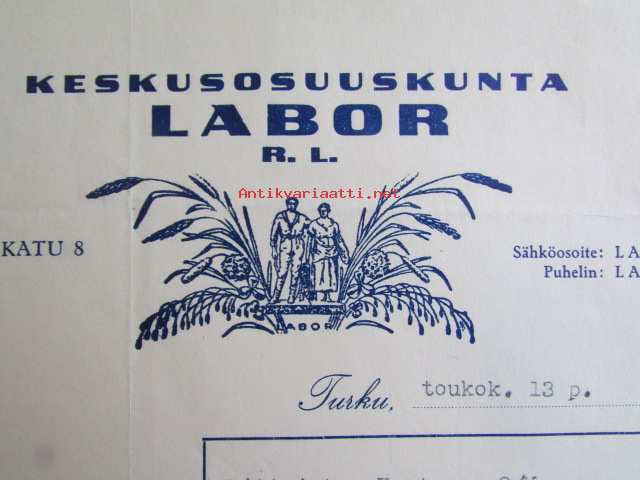 KESKUSOSUUSKUNTA
LABOR
R. L.
Antikvariaatti.net
KATU 8
Sähköosoite: LA
Puhelin: LA
LABOR
Turku, toukok. 13 p.